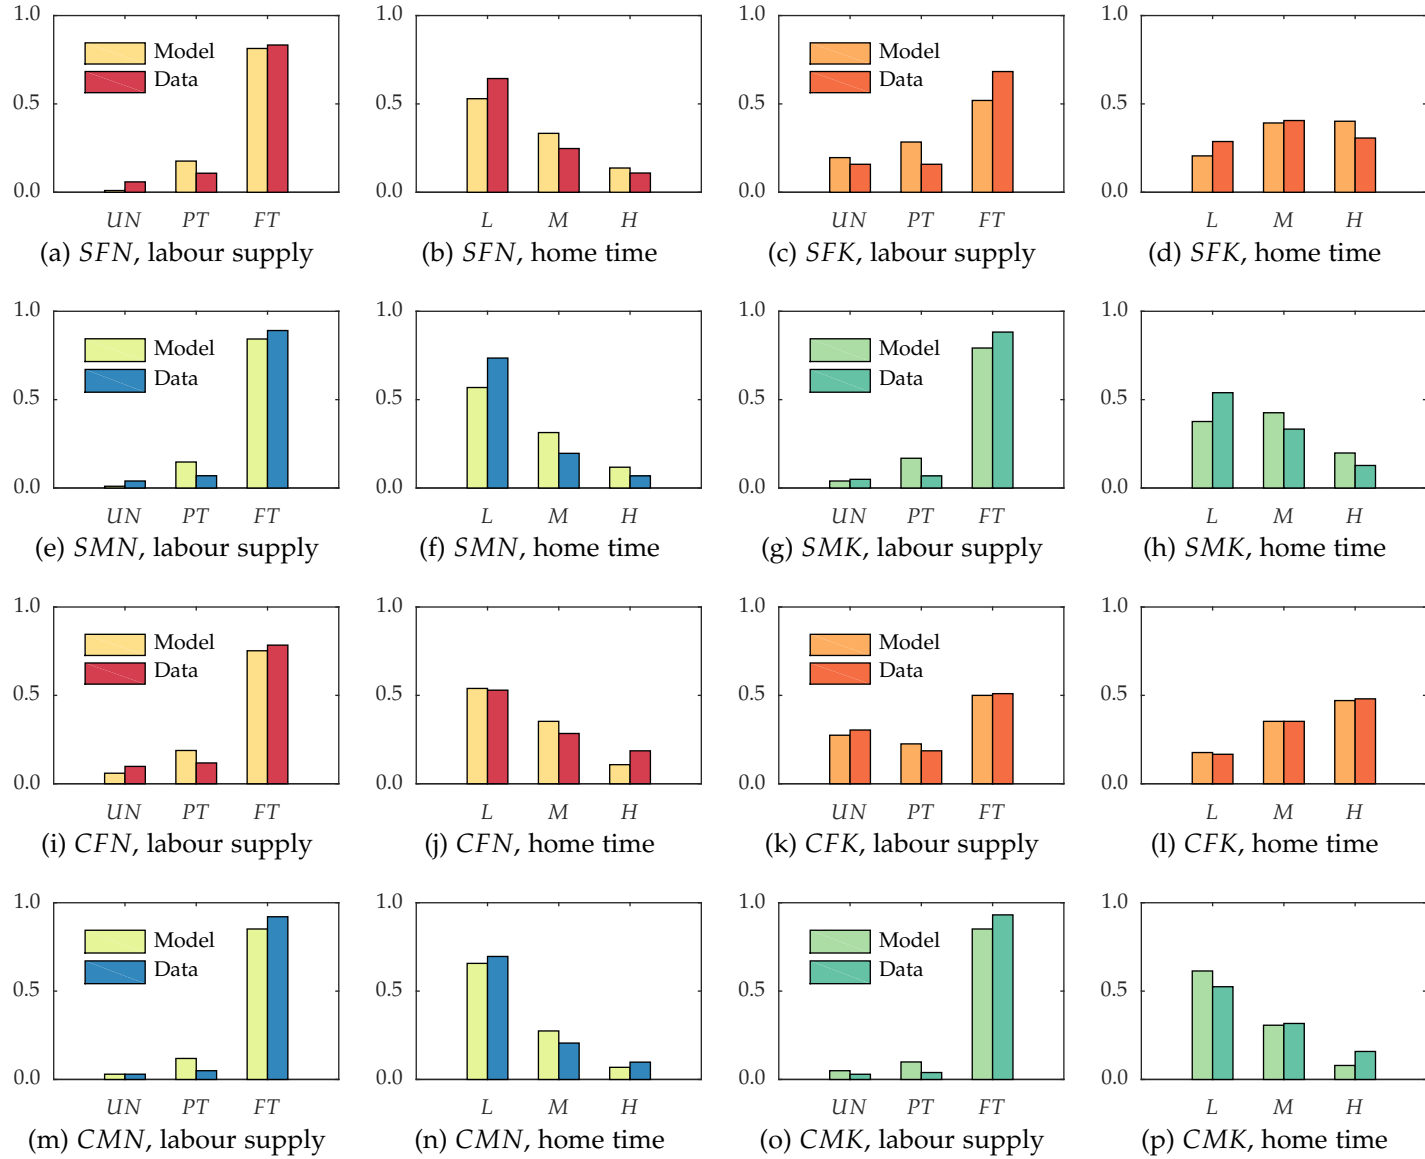 1.0 1.0 1.0 1.0
Model Model
Data Data
0.5 0.5 0.5 0.5
0.0 0.0 0.0 0.0
UN PT FT L M H UN PT FT L M H
(a) SFN, labour supply (b) SFN, home time (c) SFK, labour supply (d) SFK, home time
1.0 1.0 1.0 1.0
Model Model
Data Data
0.5 0.5 0.5 0.5
0.0 0.0 0.0 0.0
UN PT FT L M H UN PT FT L M H
(e) SMN, labour supply (f) SMN, home time (g) SMK, labour supply (h) SMK, home time
1.0 1.0 1.0 1.0
Model Model
Data Data
0.5 0.5 0.5 0.5
0.0 0.0 0.0 0.0
UN PT FT L M H UN PT FT L M H
(i) CFN, labour supply (j) CFN, home time (k) CFK, labour supply (l) CFK, home time
1.0 1.0 1.0 1.0
Model Model
Data Data
0.5 0.5 0.5 0.5
0.0 0.0 0.0 0.0
UN PT FT L M H UN PT FT L M H
(m) CMN, labour supply (n) CMN, home time (o) CMK, labour supply (p) CMK, home time